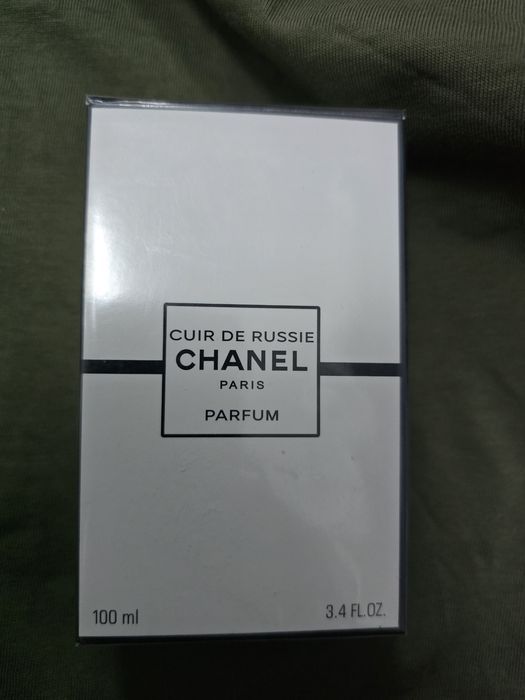 CUIR DE RUSSIE
CHANEL
PARIS
PARFUM
100 ml
3.4 FL.OZ.